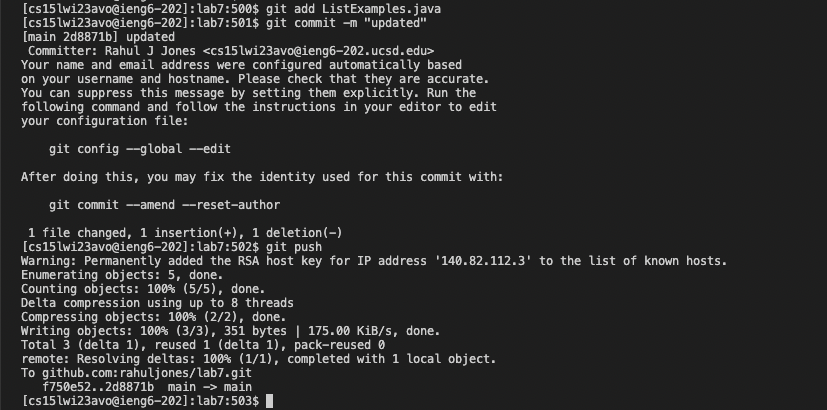 [cs15lwi23avo@ieng6-202]:lab7:500$ git add ListExamples.java
[cs15lwi23avo@ieng6-202]:lab7:501$ git commit -m "updated"
[main 2d8871b] updated
 Committer: Rahul J Jones <cs15lwi23avo@ieng6-202.ucsd.edu>
Your name and email address were configured automatically based
on your username and hostname. Please check that they are accurate.
You can suppress this message by setting them explicitly. Run the
following command and follow the instructions in your editor to edit
your configuration file:
    git config --global --edit
After doing this, you may fix the identity used for this commit with:
    git commit --amend --reset-author
 1 file changed, 1 insertion(+), 1 deletion(-)
[cs15lwi23avo@ieng6-202]:lab7:502$ git push
Warning: Permanently added the RSA host key for IP address '140.82.112.3' to the list of known hosts.
Enumerating objects: 5, done.
Counting objects: 100% (5/5), done.
Delta compression using up to 8 threads
Compressing objects: 100% (2/2), done.
Writing objects: 100% (3/3), 351 bytes | 175.00 KiB/s, done.
Total 3 (delta 1), reused 1 (delta 1), pack-reused 0
remote: Resolving deltas: 100% (1/1), completed with 1 local object.
To github.com:rahuljones/lab7.git
   f750e52..2d8871b  main -> main
[cs15lwi23avo@ieng6-202]:lab7:503$